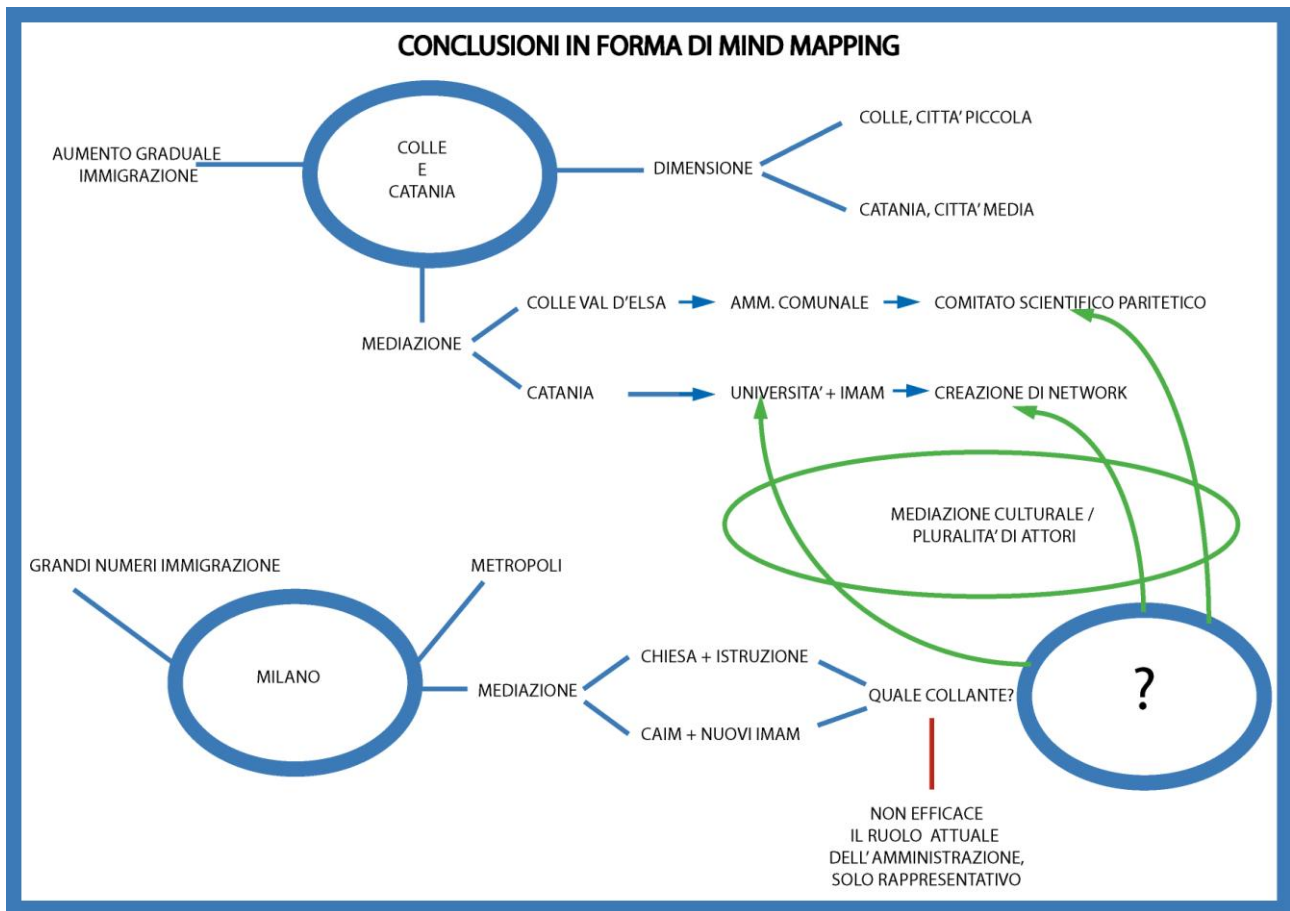 CONCLUSIONI IN FORMA DI MIND MAPPING
AUMENTO GRADUALE
IMMIGRAZIONE
COLLE
E
CATANIA
DIMENSIONE
COLLE, CITTA' PICCOLA
CATANIA, CITTA' MEDIA
MEDIAZIONE
COLLE VAL D'ELSA
AMM. COMUNALE
COMITATO SCIENTIFICO PARITETICO
CATANIA
UNIVERSITA' + IMAM
CREAZIONE DI NETWORK
MEDIAZIONE CULTURALE /
PLURALITA' DI ATTORI
GRANDI NUMERI IMMIGRAZIONE
METROPOLI
MILANO
MEDIAZIONE
CHIESA + ISTRUZIONE
CAIM + NUOVI IMAM
QUALE COLLANTE?
?
NON EFFICACE
IL RUOLO ATTUALE
DELL' AMMINISTRAZIONE,
SOLO RAPPRESENTATIVO